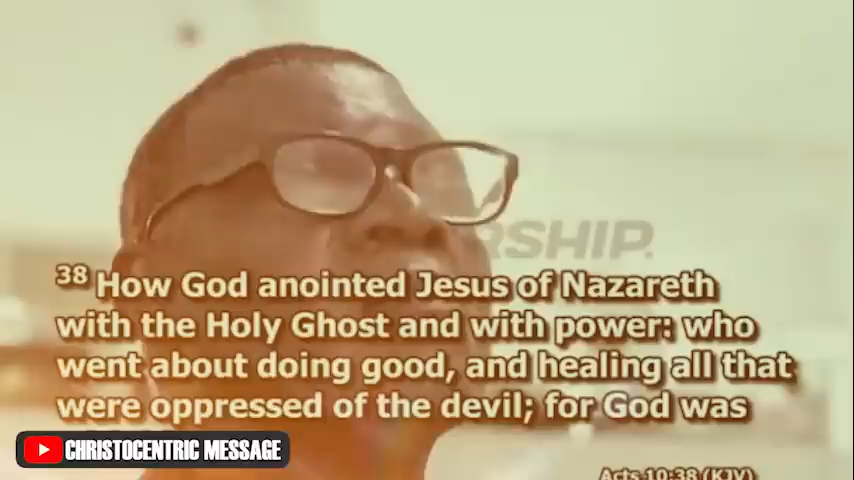 RSHIP.
38 How God anointed Jesus of Nazareth
with the Holy Ghost and with power: who
went about doing good, and healing all that
were oppressed of the devil; for God was
CHRISTOCENTRIC MESSAGE
Acts 10:38 (KJV)